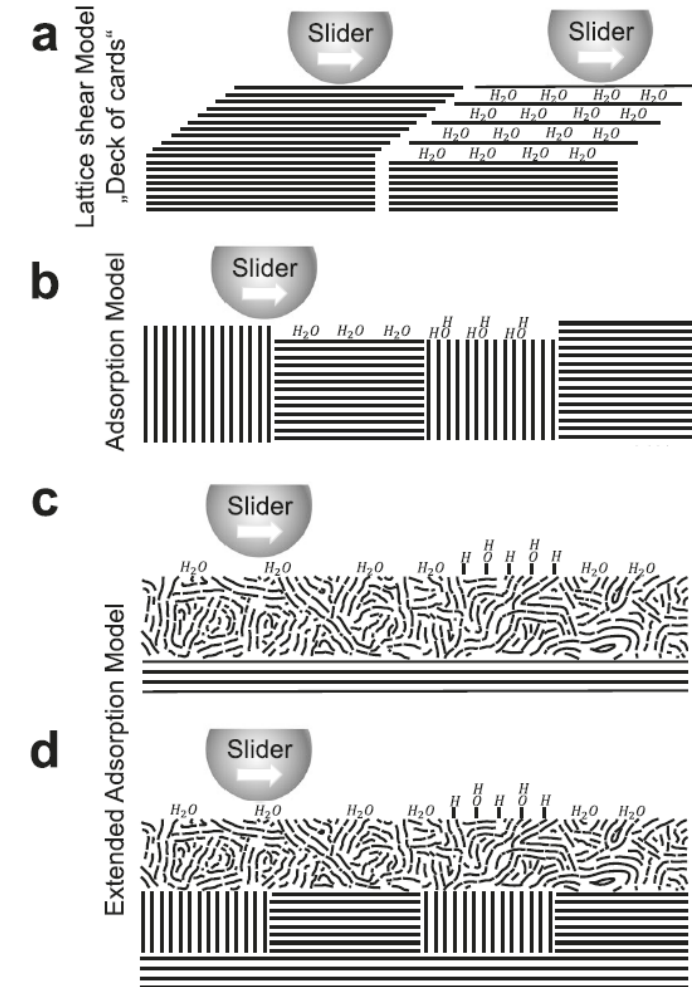 a
Lattice shear Model
„Deck of cards“
Slider
Slider
H₂O H₂O H₂O H₂O
H₂O H₂O H₂O H₂O
H₂O H₂O H₂O H₂O
H₂O H₂O H₂O H₂O
b
Adsorption Model
Slider
H₂O H₂O H₂O
H H H
HO HO HO
c
Extended Adsorption Model
Slider
H H
H₂O H₂O H₂O H₂O H O H O H H₂O H₂O
d
Slider
H H
H₂O H₂O H₂O H₂O H O H O H H₂O H₂O